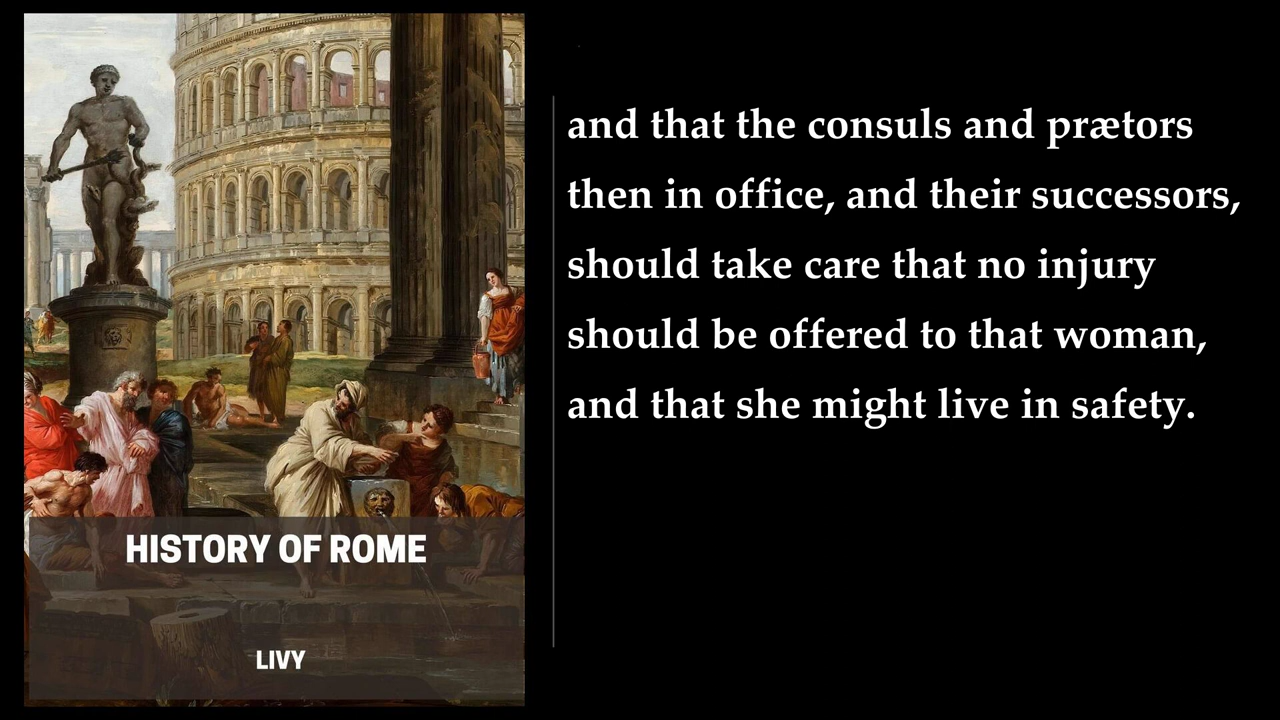 and that the consuls and prætors
then in office, and their successors,
should take care that no injury
should be offered to that woman,
and that she might live in safety.
HISTORY OF ROME
LIVY